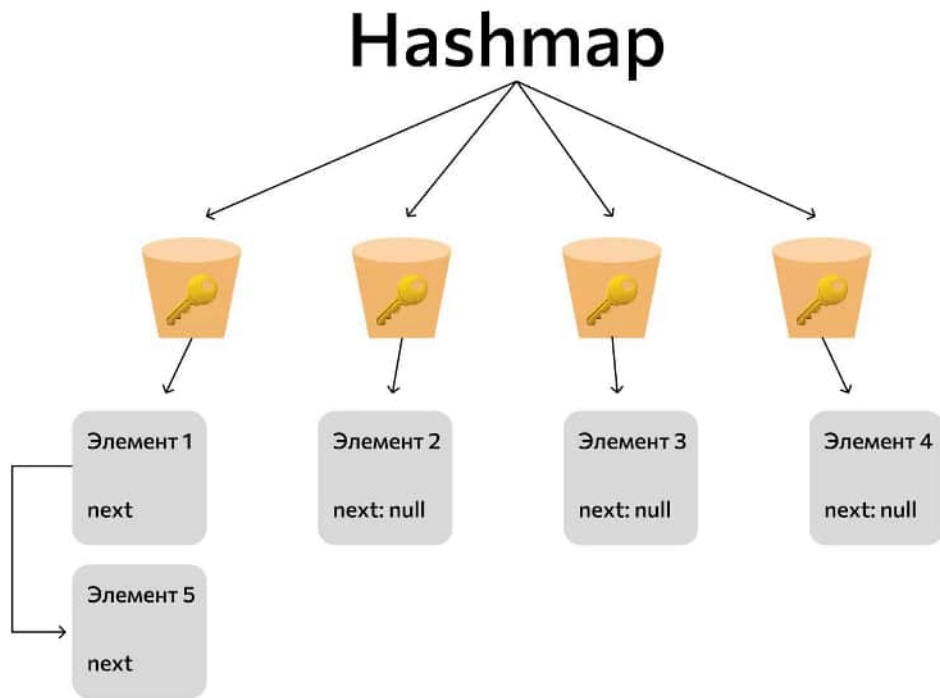 Hashmap
Элемент 1
next
Элемент 2
next: null
Элемент 3
next: null
Элемент 4
next: null
Элемент 5
next